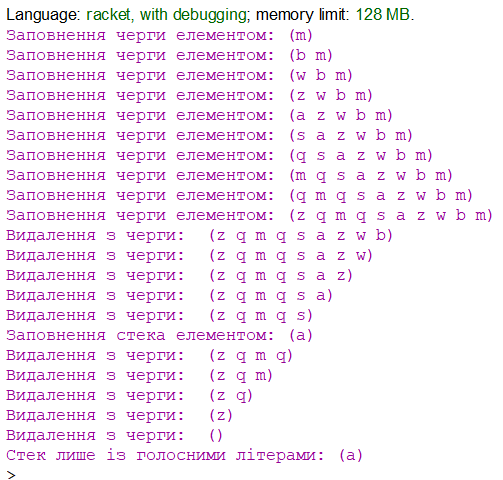 Language: racket, with debugging; memory limit: 128 MB.
Заповнення черги елементом: (m)
Заповнення черги елементом: (b m)
Заповнення черги елементом: (w b m)
Заповнення черги елементом: (z w b m)
Заповнення черги елементом: (a z w b m)
Заповнення черги елементом: (s a z w b m)
Заповнення черги елементом: (q s a z w b m)
Заповнення черги елементом: (m q s a z w b m)
Заповнення черги елементом: (q m q s a z w b m)
Заповнення черги елементом: (z q m q s a z w b m)
Видалення з черги:  (z q m q s a z w b)
Видалення з черги:  (z q m q s a z w)
Видалення з черги:  (z q m q s a z)
Видалення з черги:  (z q m q s a)
Видалення з черги:  (z q m q s)
Заповнення стека елементом: (a)
Видалення з черги:  (z q m q)
Видалення з черги:  (z q m)
Видалення з черги:  (z q)
Видалення з черги:  (z)
Видалення з черги:  ()
Стек лише із голосними літерами: (a)
>